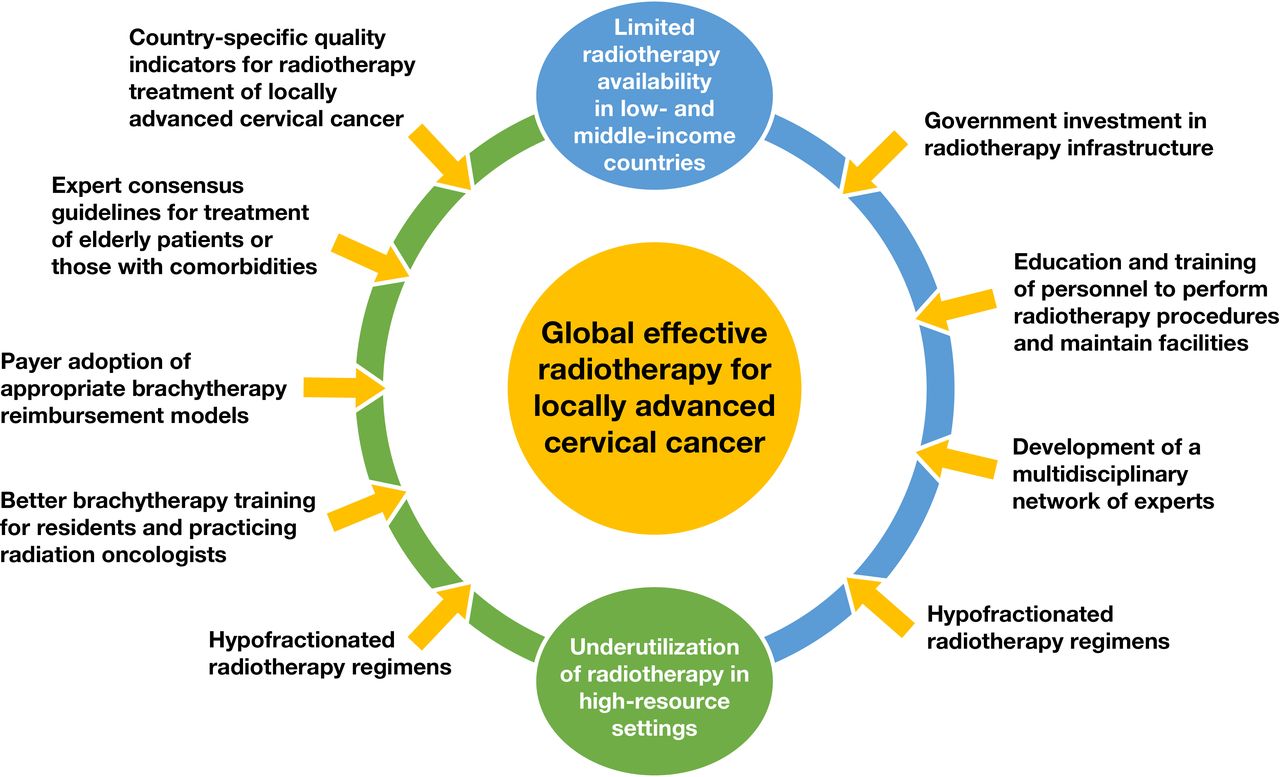 Limited
radiotherapy
availability
in low- and
middle-income
countries
Country-specific quality
indicators for radiotherapy
treatment of locally
advanced cervical cancer
Expert consensus
guidelines for treatment
of elderly patients or
those with comorbidities
Payer adoption of
appropriate brachytherapy
reimbursement models
Better brachytherapy training
for residents and practicing
radiation oncologists
Hypofractionated
radiotherapy regimens
Global effective
radiotherapy for
locally advanced
cervical cancer
Government investment in
radiotherapy infrastructure
Education and training
of personnel to perform
radiotherapy procedures
and maintain facilities
Development of a
multidisciplinary
network of experts
Hypofractionated
radiotherapy regimens
Underutilization
of radiotherapy in
high-resource
settings